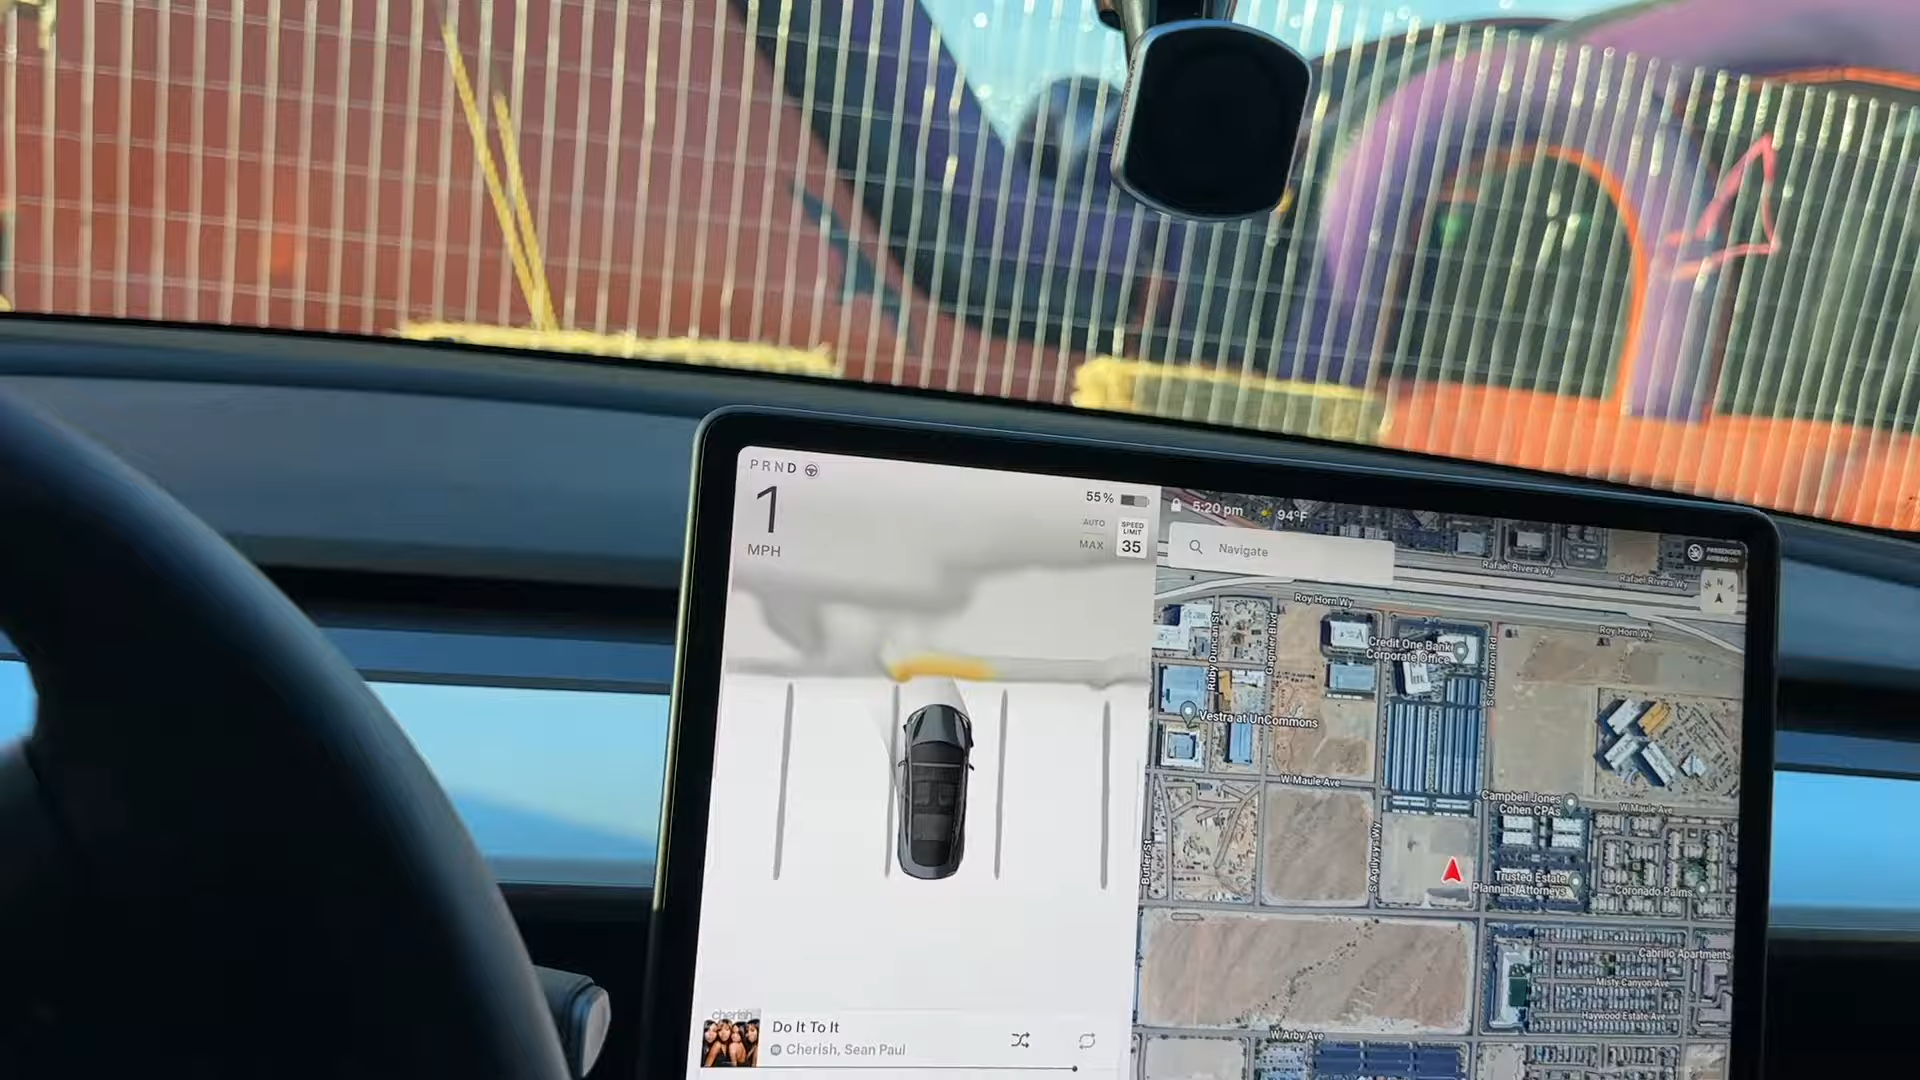 PRND
1
MPH
55%
AUTO
MAX
SPEED
LIMIT
35
5:20 pm
94°F
Navigate
PASSENGER
AIRBAG ON
N
Rafael Rivera Wy
Rafael Rivera Wy
Roy Horn Wy
Roy Horn Wy
Ruby Duncan St
Gagnier Blvd
Credit One Bank
Corporate Office
S Cimarron Rd
Vestra at UnCommons
W Maule Ave
W Maule Ave
Campbell Jones
Cohen CPAs
Butler St
S Agilysys Wy
Trusted Estate
Planning Attorneys
Coronado Palms
Cabrillo Apartments
Misty Canyon Ave
Haywood Estate Ave
W Arby Ave
cherish
Do It To It
Cherish, Sean Paul